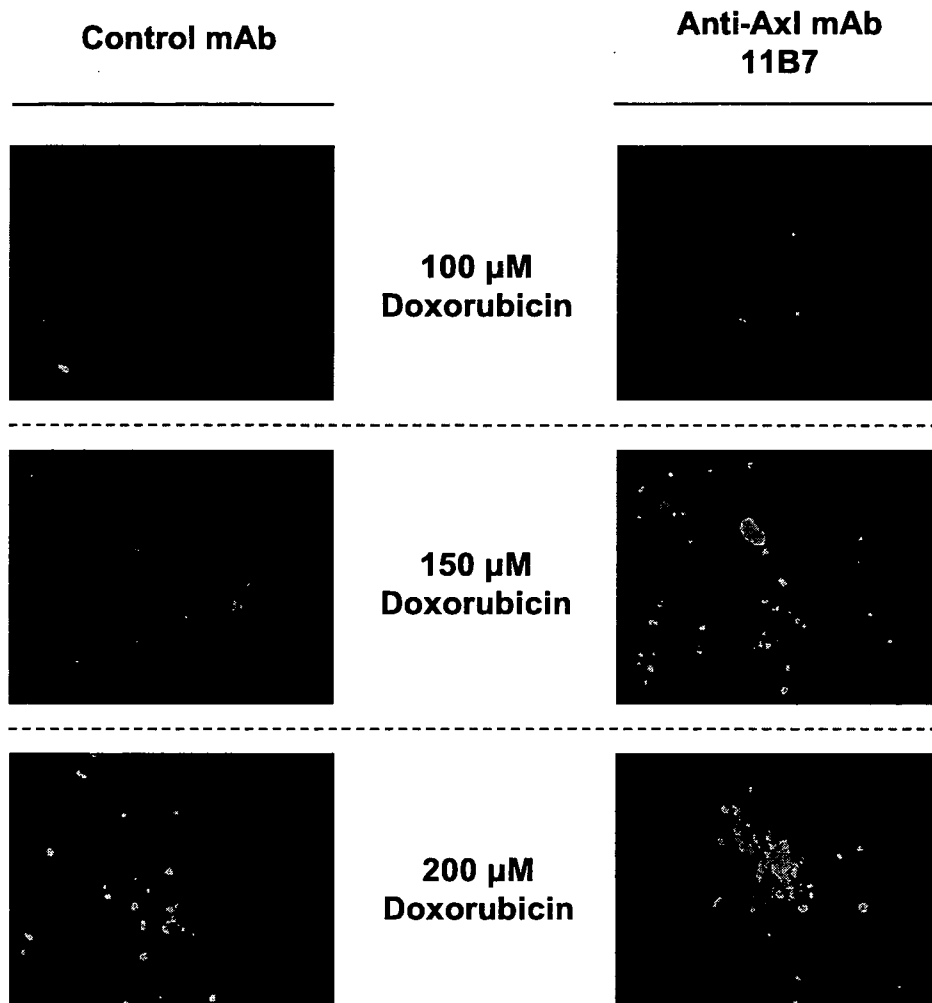 Control mAb
Anti-Axl mAb
11B7
100 µM
Doxorubicin
150 µM
Doxorubicin
200 µM
Doxorubicin